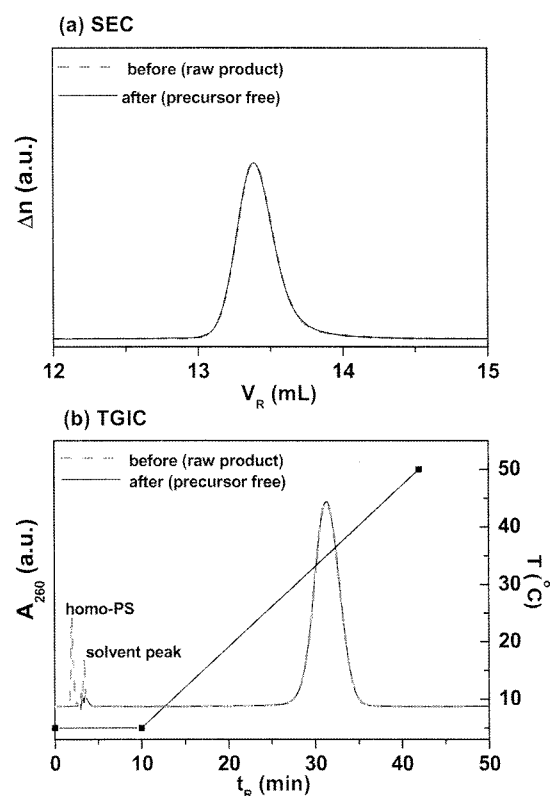 (a) SEC
before (raw product)
after (precursor free)
Δn (a.u.)
12 13 14 15
V_R (mL)
(b) TGIC
before (raw product)
after (precursor free)
A_260 (a.u.)
homo-PS
solvent peak
50
40
30
20
10
T (°C)
0 10 20 30 40 50
t_R (min)